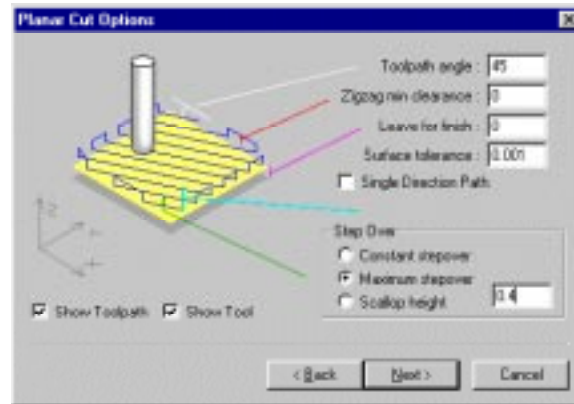 Planar Cut Options
Toolpath angle : 45
Zigzag min clearance : 0
Leave for finish : 0
Surface tolerance : 0.001
Single Direction Path
Step Over
Constant stepover
Maximum stepover
Scallop height 0.4
Show Toolpath Show Tool
Z
Y
X
< Back Next > Cancel